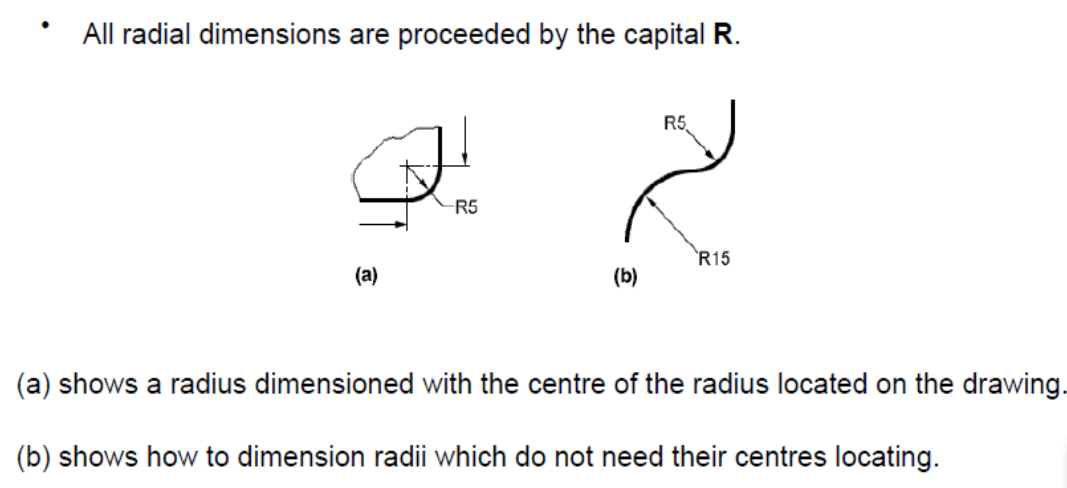 • All radial dimensions are proceeded by the capital R.
R5
R5
R15
(a)
(b)
(a) shows a radius dimensioned with the centre of the radius located on the drawing.
(b) shows how to dimension radii which do not need their centres locating.